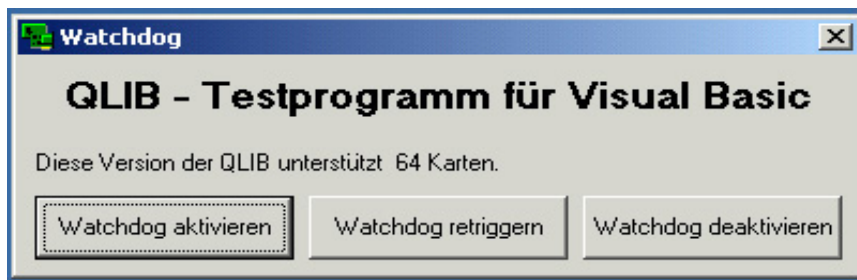 Watchdog
QLIB - Testprogramm für Visual Basic
Diese Version der QLIB unterstützt 64 Karten.
Watchdog aktivieren Watchdog retriggern Watchdog deaktivieren